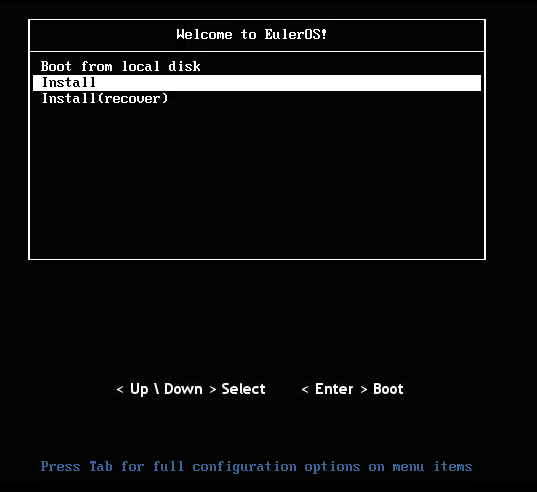 Welcome to EulerOS!
Boot from local disk
Install
Install(recover)
< Up \ Down > Select < Enter > Boot
Press Tab for full configuration options on menu items